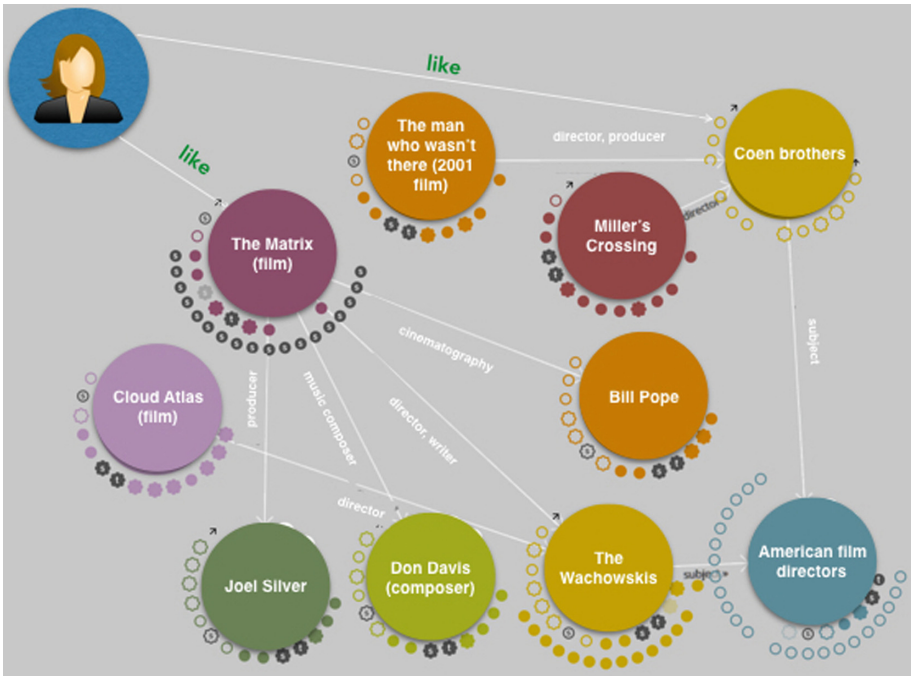 like
like
The man
who wasn't
there (2001
film)
director, producer
Coen brothers
Miller's
Crossing
director
The Matrix
(film)
cinematography
subject
Cloud Atlas
(film)
producer
music composer
director, writer
Bill Pope
director
Joel Silver
Don Davis
(composer)
The
Wachowskis
subject
American film
directors